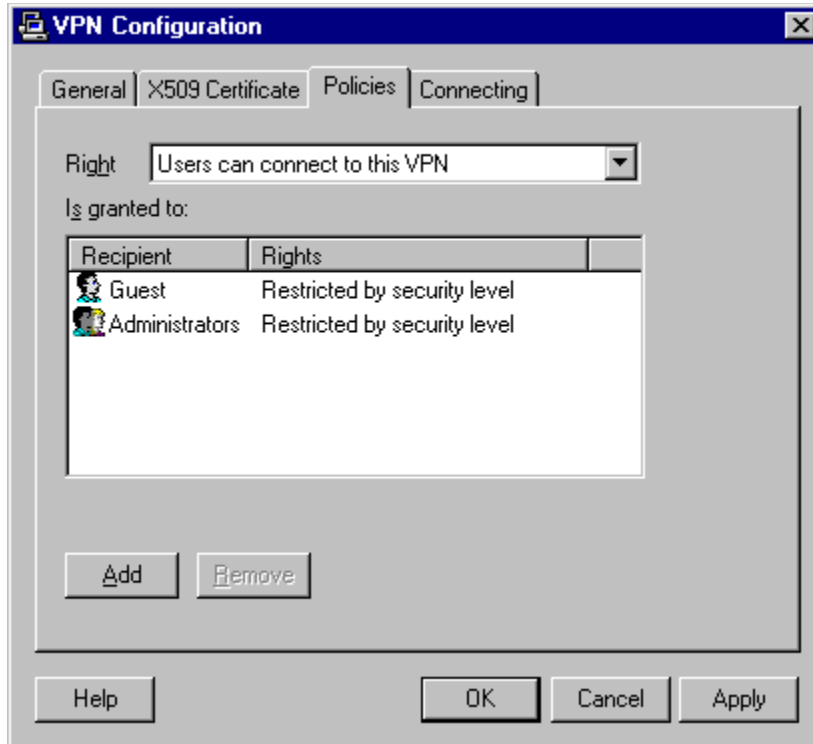 VPN Configuration
General X509 Certificate Policies Connecting
Right Users can connect to this VPN
Is granted to:
Recipient Rights
Guest Restricted by security level
Administrators Restricted by security level
Add Remove
Help OK Cancel Apply